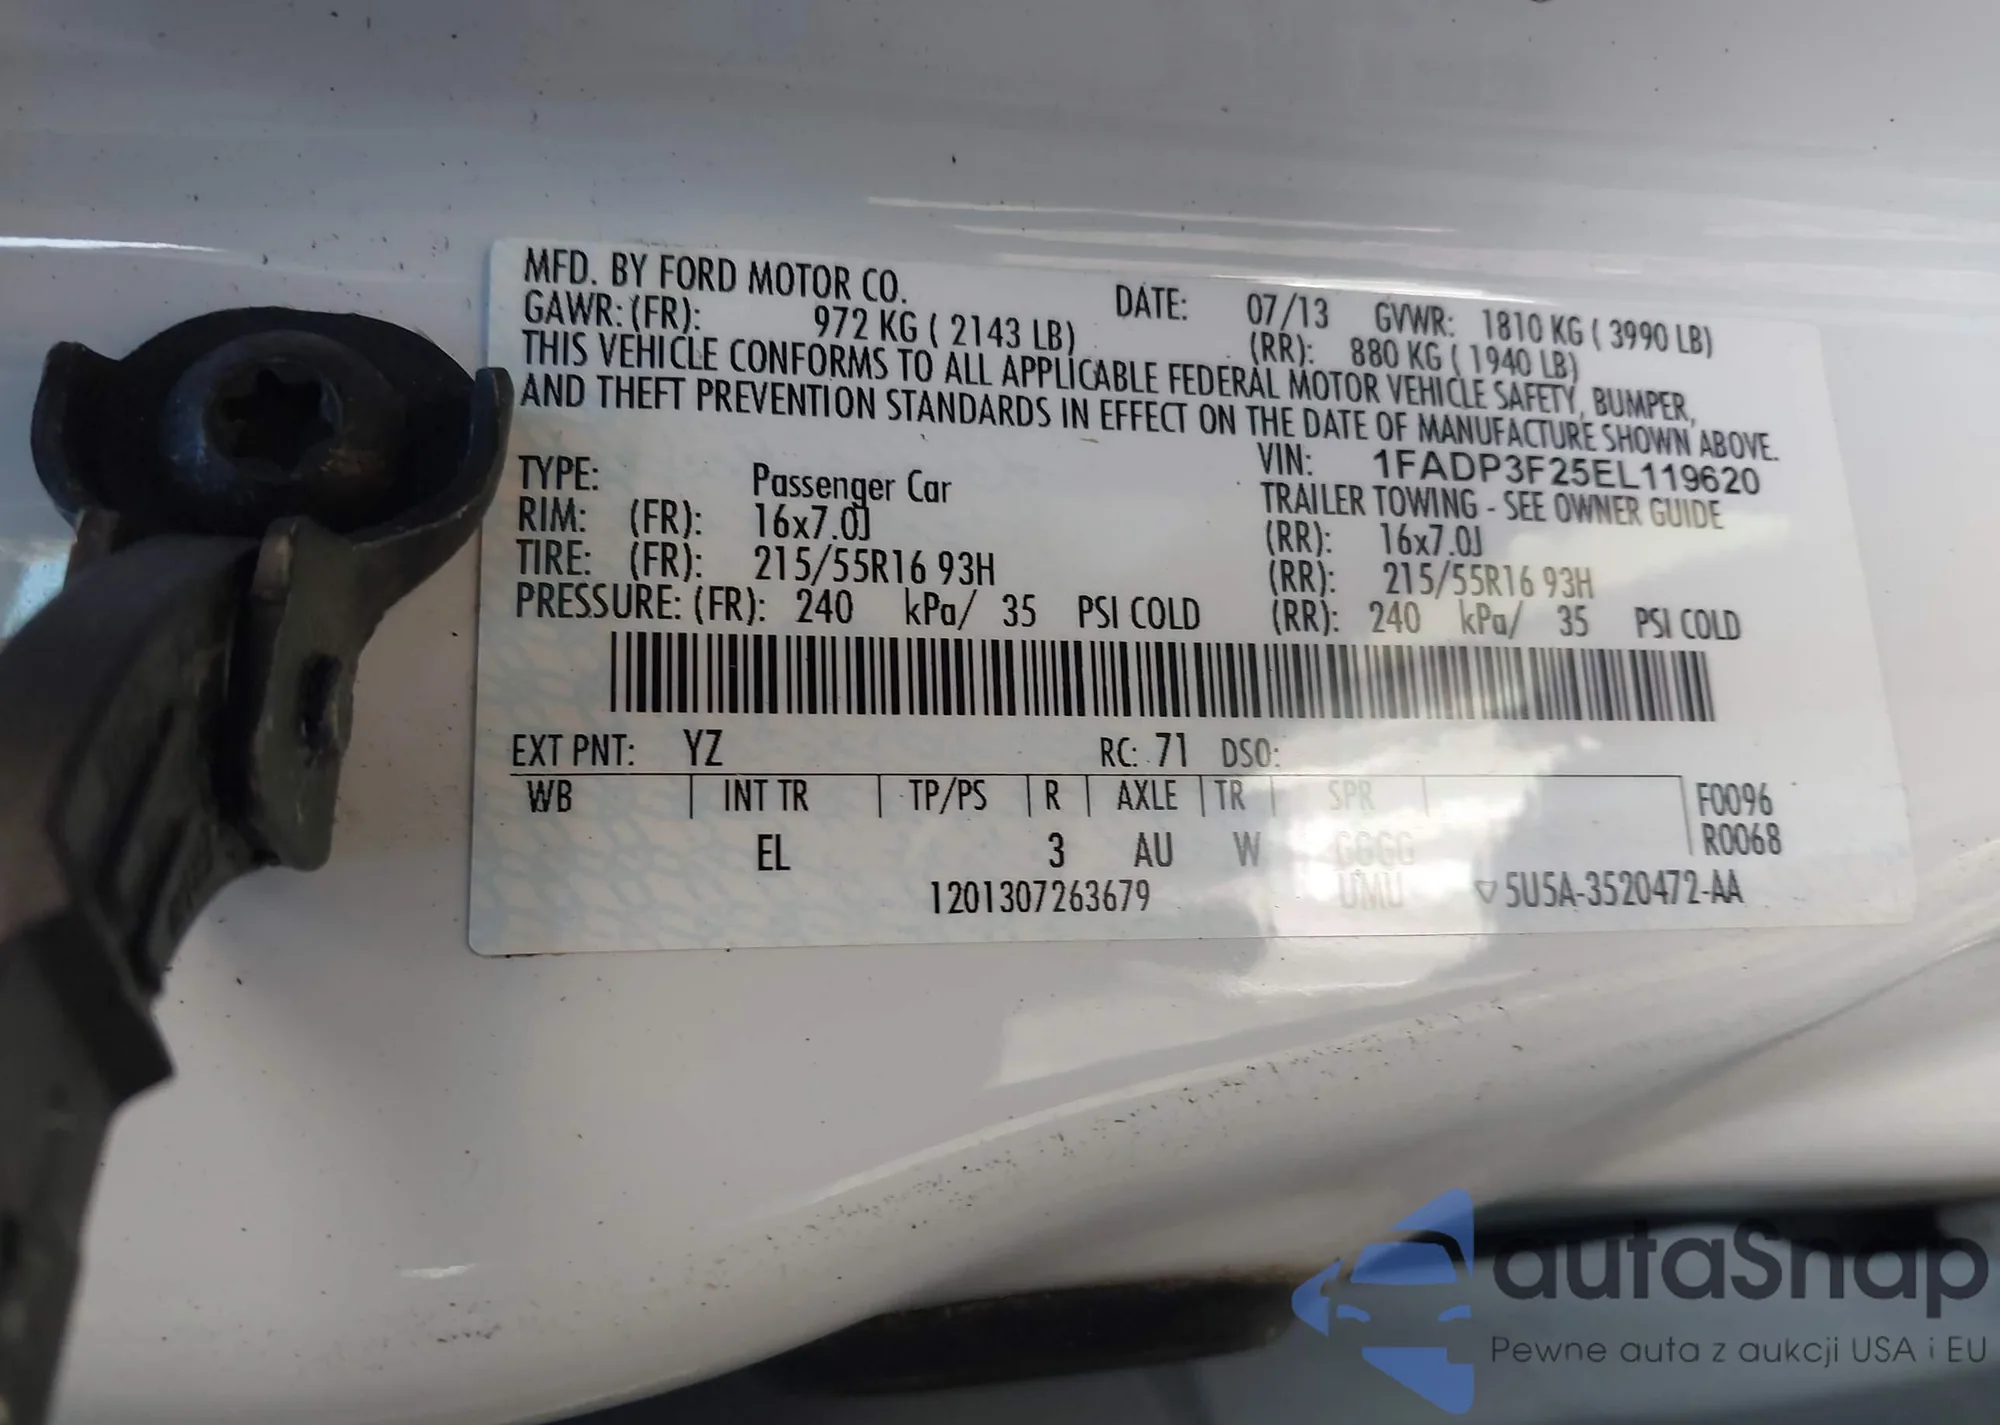 MFD. BY FORD MOTOR CO. DATE: 07/13 GVWR: 1810 KG ( 3990 LB)
GAWR: (FR): 972 KG ( 2143 LB) (RR): 880 KG ( 1940 LB)
THIS VEHICLE CONFORMS TO ALL APPLICABLE FEDERAL MOTOR VEHICLE SAFETY, BUMPER,
AND THEFT PREVENTION STANDARDS IN EFFECT ON THE DATE OF MANUFACTURE SHOWN ABOVE.
VIN: 1FADP3F25EL119620
TYPE: Passenger Car TRAILER TOWING - SEE OWNER GUIDE
RIM: (FR): 16x7.0J (RR): 16x7.0J
TIRE: (FR): 215/55R16 93H (RR): 215/55R16 93H
PRESSURE: (FR): 240 kPa/ 35 PSI COLD (RR): 240 kPa/ 35 PSI COLD
EXT PNT: YZ RC: 71 DSO:
WB INT TR TP/PS R AXLE TR SPR F0096
EL 3 AU W GGGG R0068
1201307263679 UMU 5U5A-3520472-AA
autaSnap
Pewne auta z aukcji USA i EU